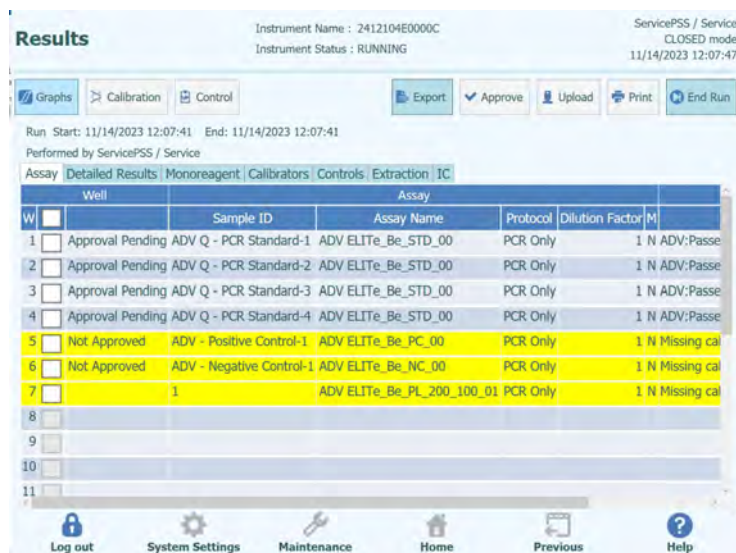 Results
Instrument Name : 2412104E0000C
Instrument Status : RUNNING
ServicePSS / Service
CLOSED mode
11/14/2023 12:07:47
Graphs Calibration Control Export Approve Upload Print End Run
Run Start: 11/14/2023 12:07:41 End: 11/14/2023 12:07:41
Performed by ServicePSS / Service
Assay Detailed Results Monoreagent Calibrators Controls Extraction IC
Well Assay
W Sample ID Assay Name Protocol Dilution Factor M
1 Approval Pending ADV Q - PCR Standard-1 ADV ELITe_Be_STD_00 PCR Only 1 N ADV:Passe
2 Approval Pending ADV Q - PCR Standard-2 ADV ELITe_Be_STD_00 PCR Only 1 N ADV:Passe
3 Approval Pending ADV Q - PCR Standard-3 ADV ELITe_Be_STD_00 PCR Only 1 N ADV:Passe
4 Approval Pending ADV Q - PCR Standard-4 ADV ELITe_Be_STD_00 PCR Only 1 N ADV:Passe
5 Not Approved ADV - Positive Control-1 ADV ELITe_Be_PC_00 PCR Only 1 N Missing cal
6 Not Approved ADV - Negative Control-1 ADV ELITe_Be_NC_00 PCR Only 1 N Missing cal
7 1 ADV ELITe_Be_PL_200_100_01 PCR Only 1 N Missing cal
8
9
10
11
Log out System Settings Maintenance Home Previous Help